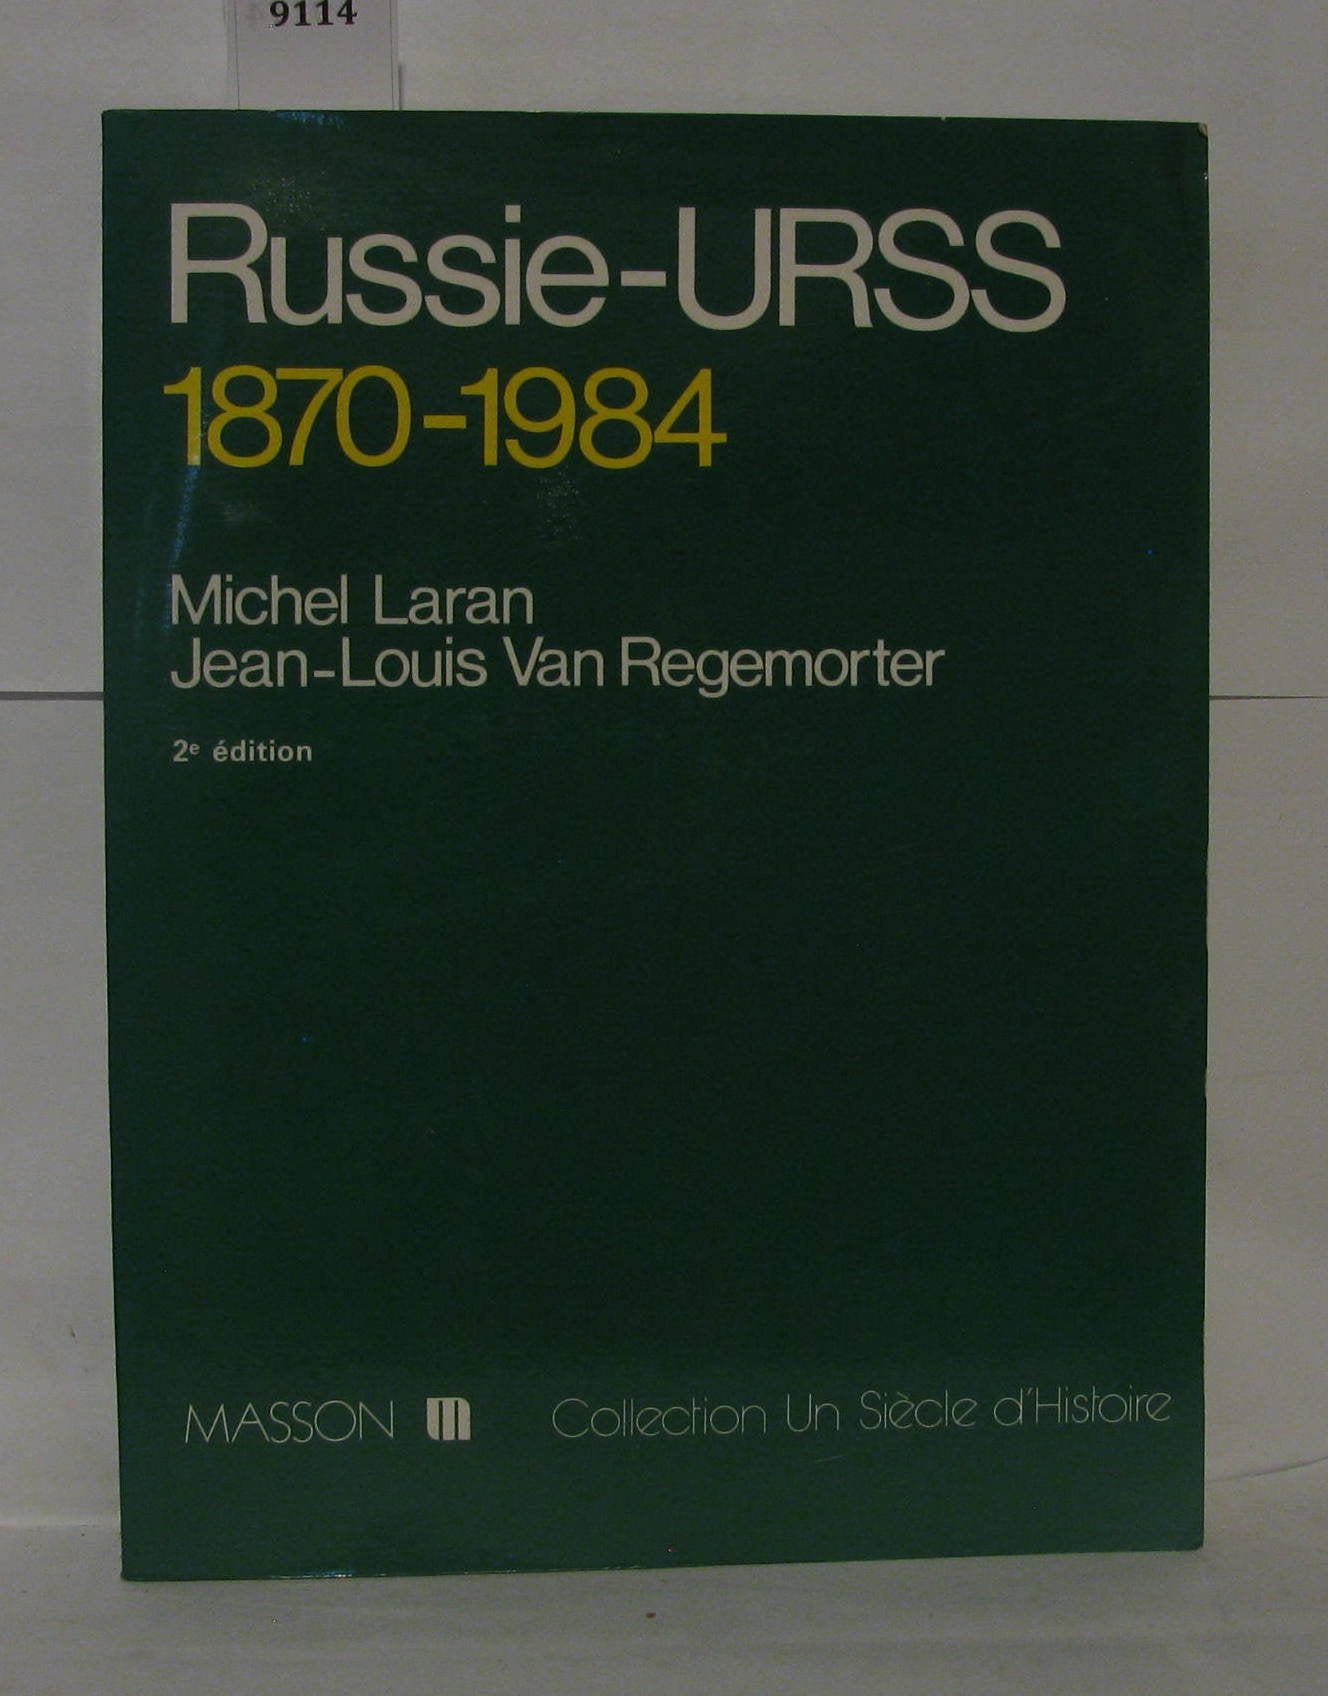 9114
Russie-URSS
1870-1984
Michel Laran
Jean-Louis Van Regemorter
2e édition
MASSON m Collection Un Siècle d'Histoire